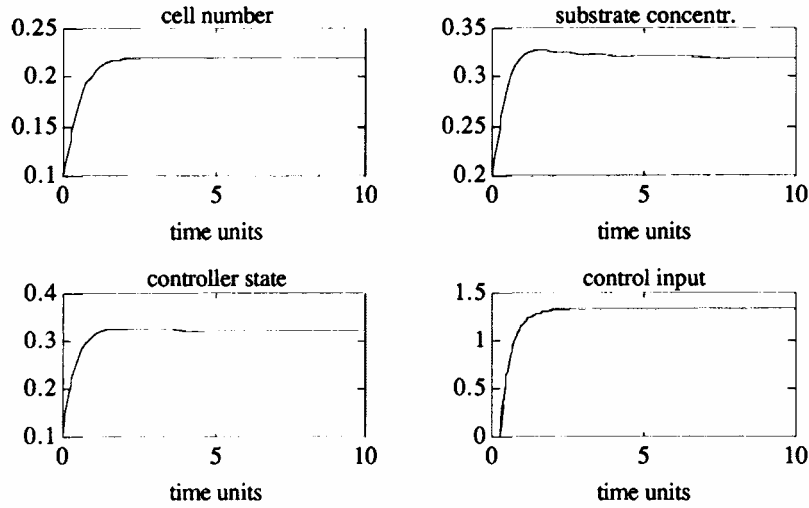 cell number
0.25
0.2
0.15
0.1
0 5 10
time units
substrate concentr.
0.35
0.3
0.25
0.2
0 5 10
time units
controller state
0.4
0.3
0.2
0.1
0 5 10
time units
control input
1.5
1
0.5
0
0 5 10
time units